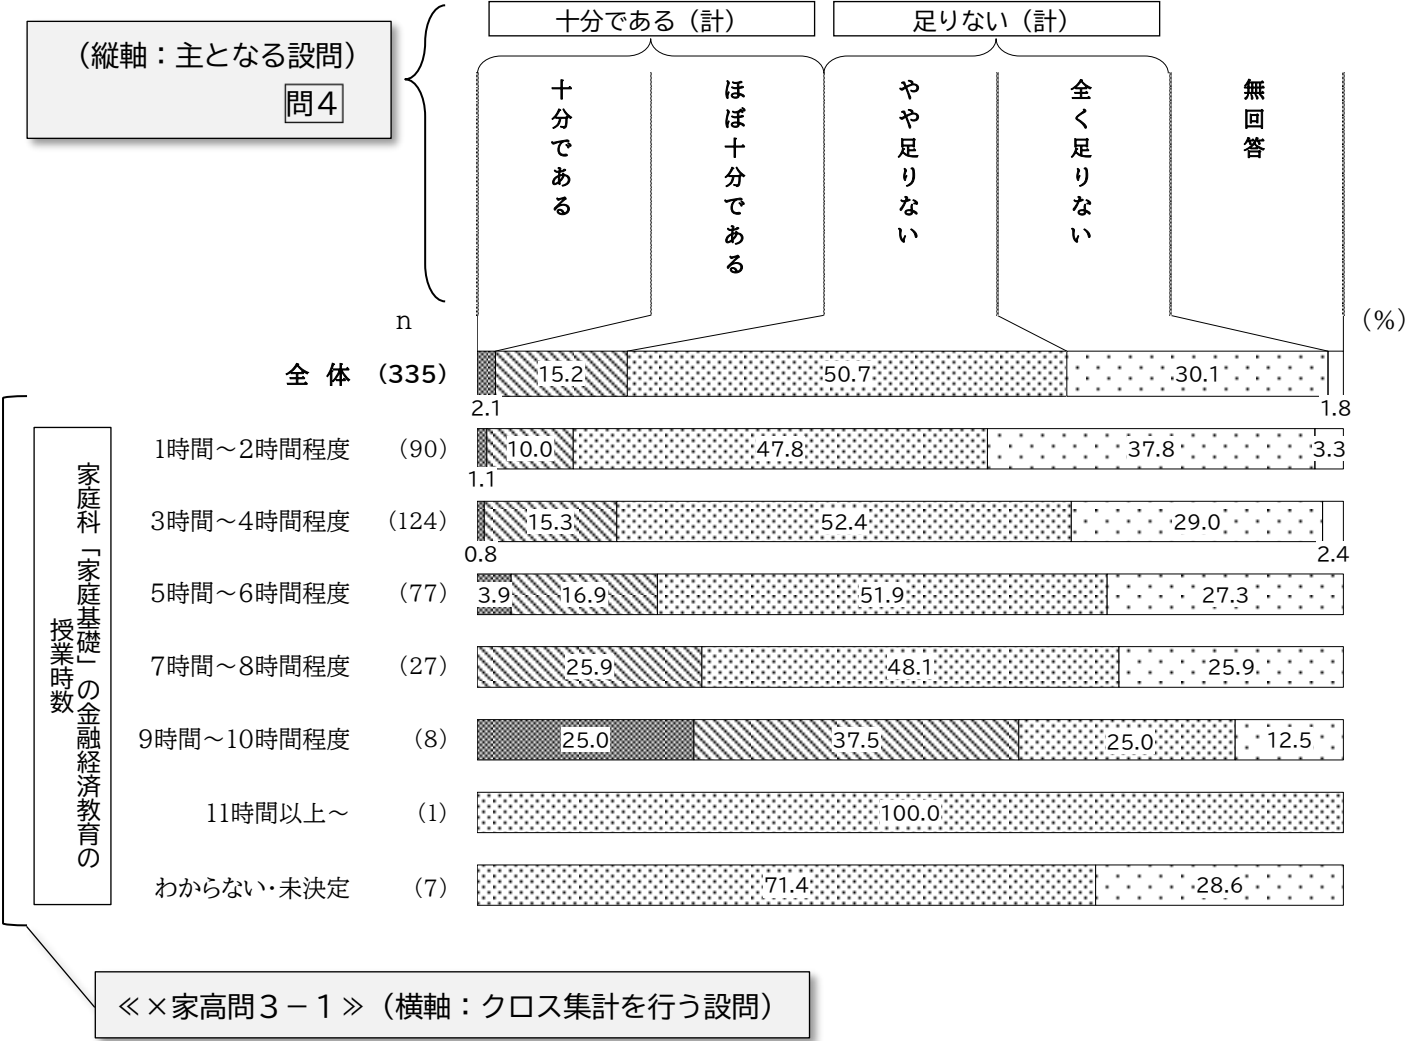 十分である（計）
足りない（計）
（縦軸：主となる設問）
問４
十分である
ほぼ十分である
やや足りない
全く足りない
無回答
n
（%）
全 体 (335)
15.2
50.7
30.1
2.1
1.8
1時間～2時間程度 (90)
10.0
47.8
37.8
3.3
1.1
3時間～4時間程度 (124)
15.3
52.4
29.0
0.8
2.4
5時間～6時間程度 (77)
3.9
16.9
51.9
27.3
7時間～8時間程度 (27)
25.9
48.1
25.9
9時間～10時間程度 (8)
25.0
37.5
25.0
12.5
11時間以上～ (1)
100.0
わからない・未決定 (7)
71.4
28.6
家庭科「家庭基礎」の金融経済教育の
授業時数
≪×家高問３－１≫（横軸：クロス集計を行う設問）